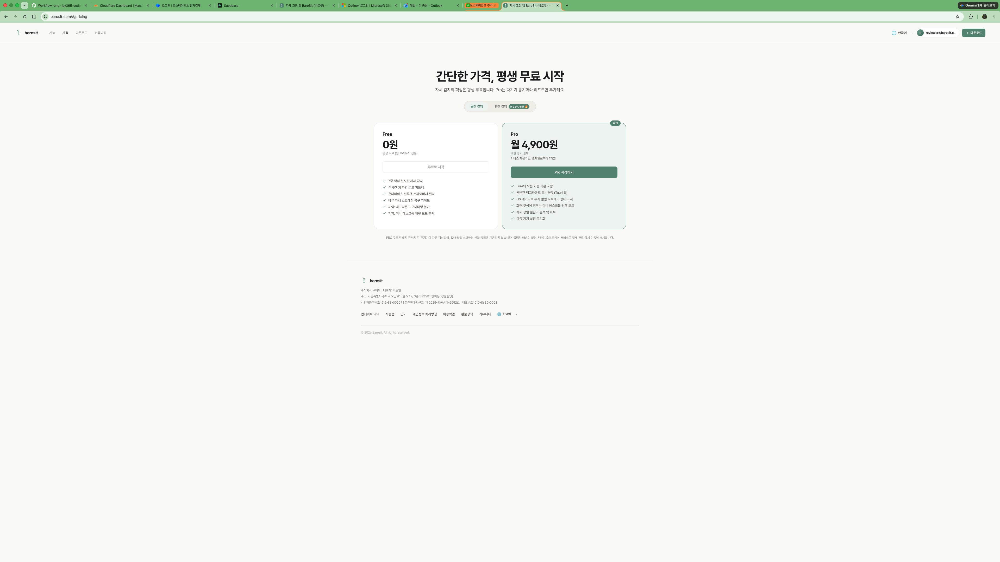 Workflow runs · jay365-code
Cloudflare Dashboard | Mana
로그인 | 토스페이먼츠 전자결제
Supabase
자세 교정 앱 BaroSit (바로씻) —
Outlook 로그인 | Microsoft 365
메일 - 이 종현 - Outlook
✅토스페이먼츠 추가 요
자세 교정 앱 BaroSit (바로씻) —
Gemini에게 물어보기
barosit.com/#/pricing
barosit
기능
가격
다운로드
커뮤니티
한국어
R
reviewer@barosit.c...
다운로드
간단한 가격, 평생 무료 시작
자세 감지의 핵심은 평생 무료입니다. Pro는 다기기 동기화와 리포트만 추가해요.
월간 결제
연간 결제 연 38% 할인 🔥
Free
0원
평생 무료 (웹 브라우저 전용)
무료로 시작
7종 핵심 실시간 자세 감지
실시간 웹 화면 경고 피드백
온디바이스 실루엣 프라이버시 필터
바른 자세 스트레칭 복구 가이드
제약: 백그라운드 모니터링 불가
제약: 미니 데스크톱 위젯 모드 불가
추천
Pro
월 4,900원
매월 정기 결제
서비스 제공기간: 결제일로부터 1개월
Pro 시작하기
Free의 모든 기능 기본 포함
완벽한 백그라운드 모니터링 (Tauri 앱)
OS 네이티브 푸시 알림 & 트레이 상태 표시
화면 구석에 띄우는 미니 데스크톱 위젯 모드
자세 정밀 캘린더 분석 및 차트
다중 기기 설정 동기화
PRO 구독은 해지 전까지 각 주기마다 자동 갱신되며, 12개월을 초과하는 선불 상품은 제공하지 않습니다. 물리적 배송이 없는 온라인 소프트웨어 서비스로 결제 완료 즉시 이용이 개시됩니다.
barosit
주식회사 구비드 | 대표자: 이종현
주소: 서울특별시 송파구 오금로15길 5-12, 3층 3425호 (방이동, 정환빌딩)
사업자등록번호: 512-88-00059 | 통신판매업신고: 제 2025-서울송파-2552호 | 대표번호: 010-8635-0058
업데이트 내역
사용법
근거
개인정보 처리방침
이용약관
환불정책
커뮤니티
한국어
© 2026 Barosit. All rights reserved.